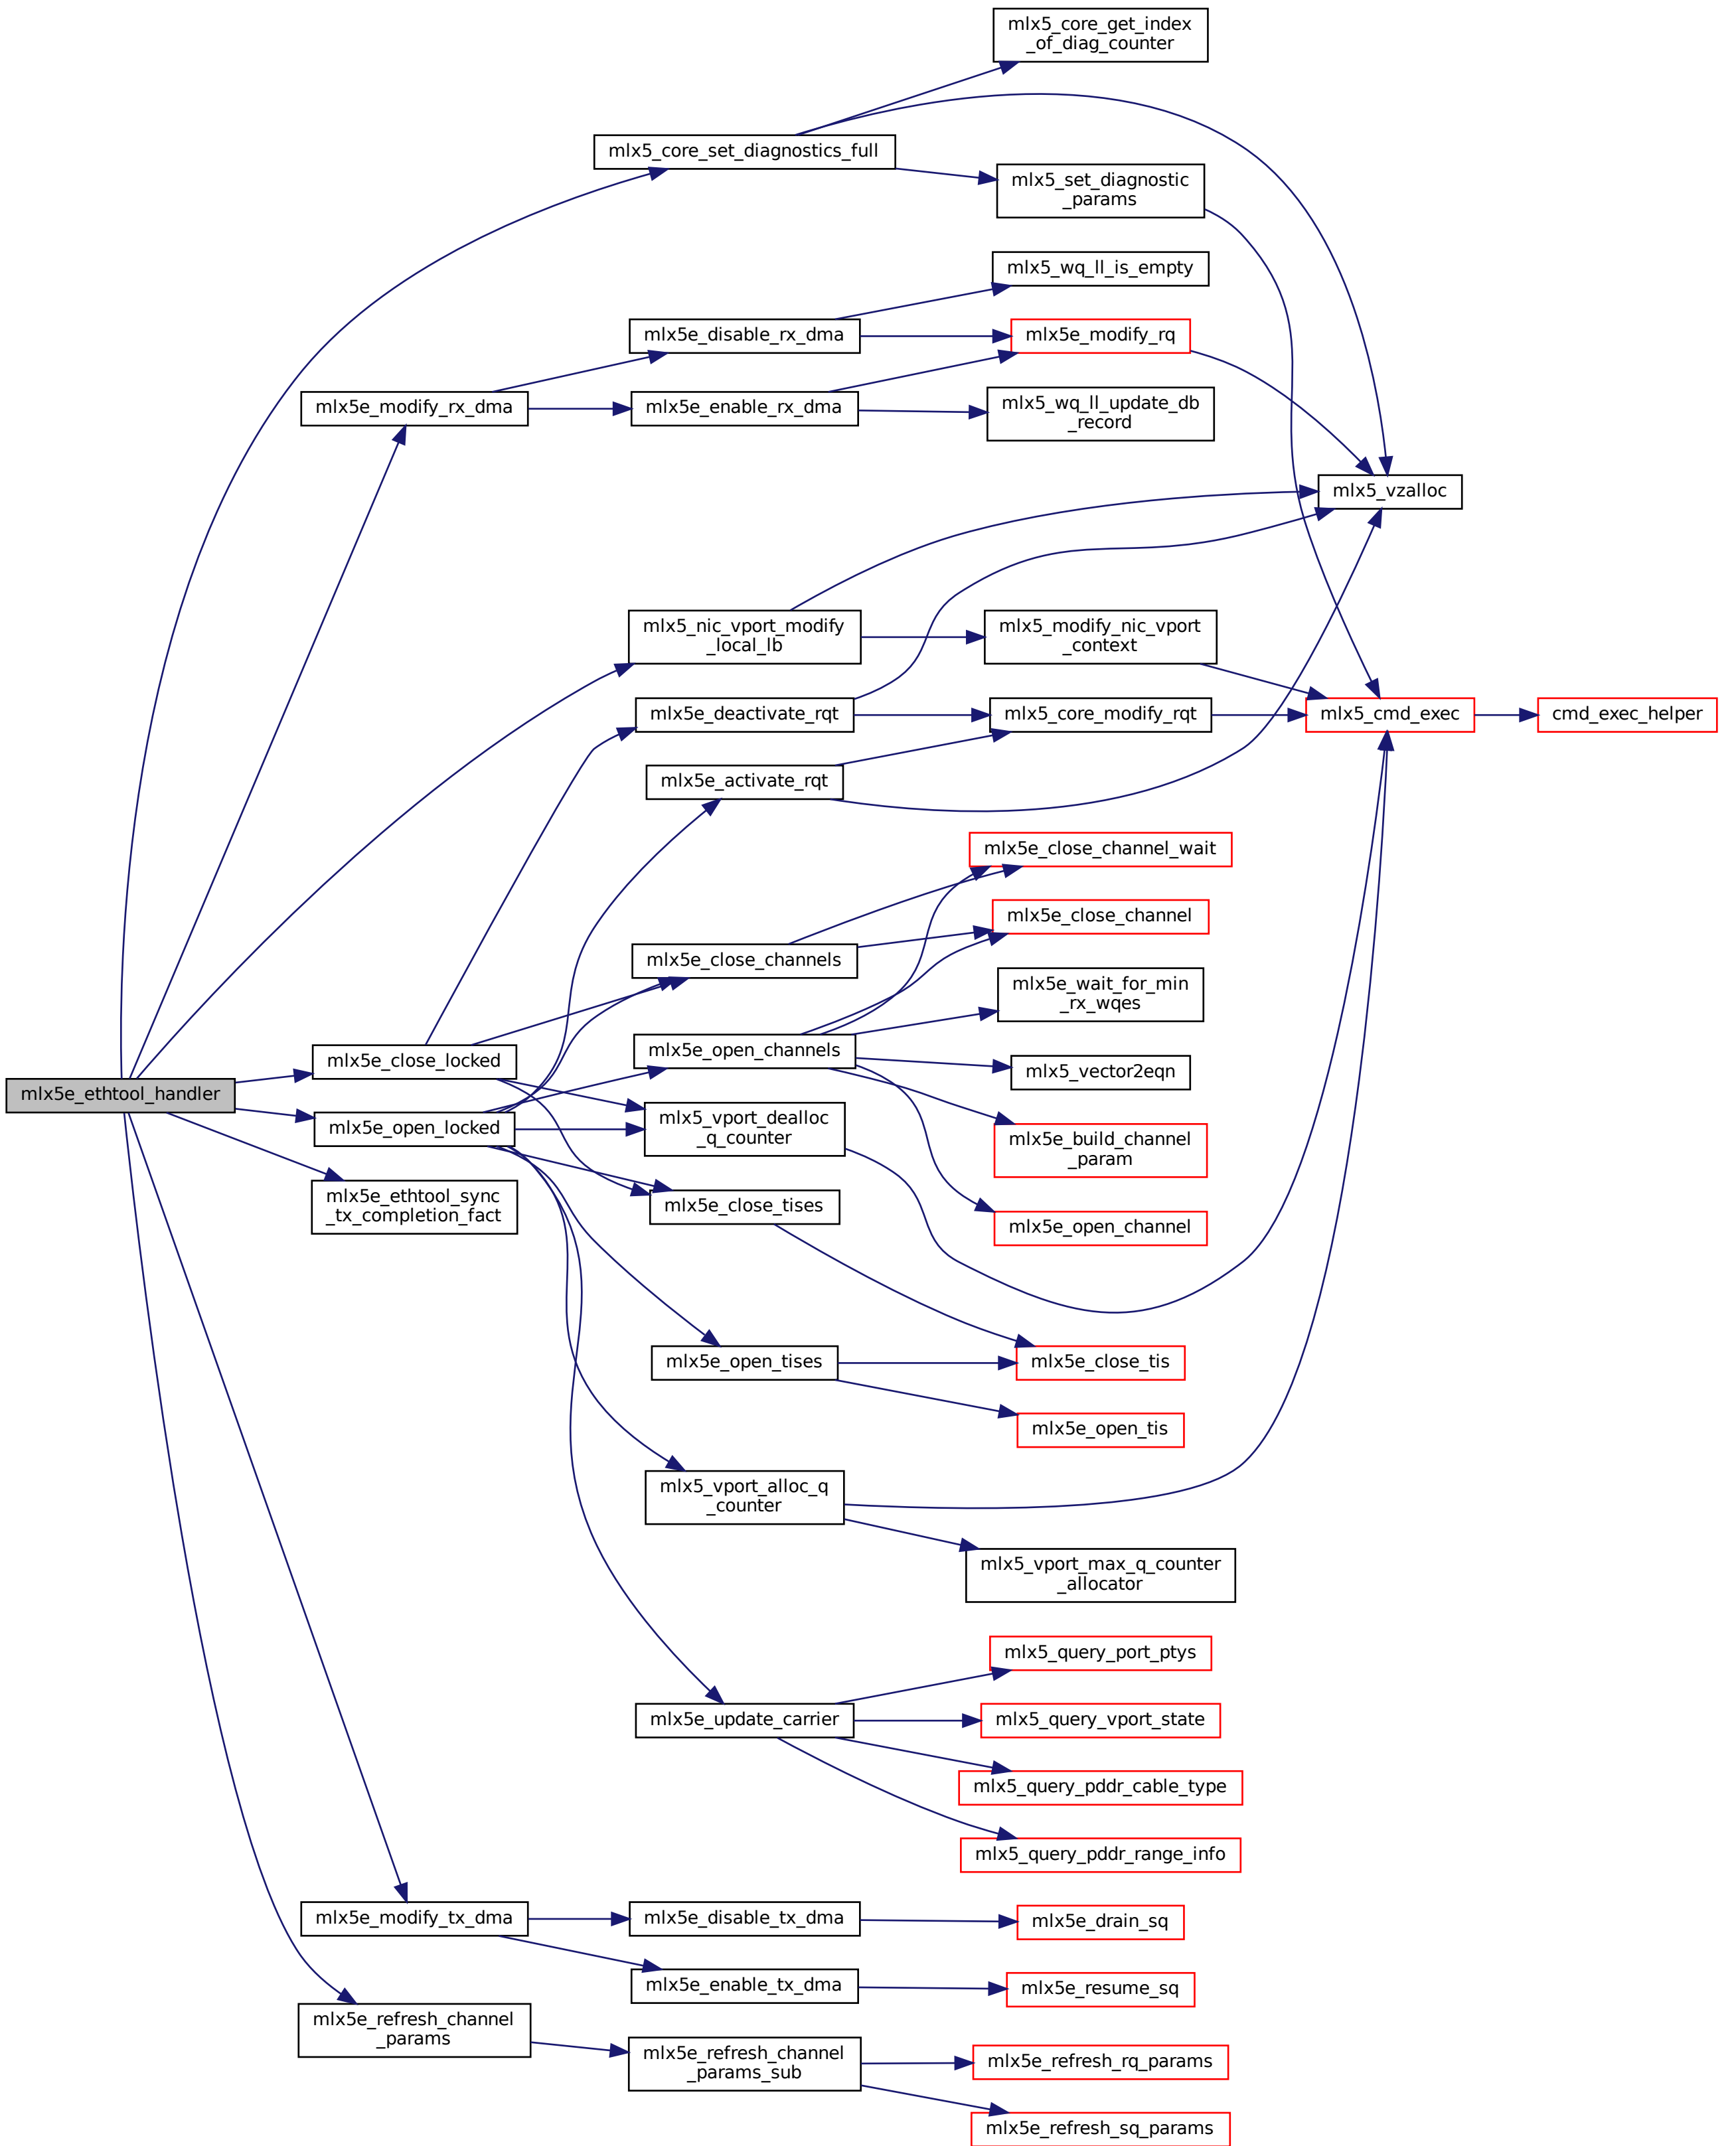 mlx5_core_get_index
_of_diag_counter
mlx5_core_set_diagnostics_full
mlx5_set_diagnostic
_params
mlx5_wq_ll_is_empty
mlx5e_disable_rx_dma
mlx5e_modify_rq
mlx5e_modify_rx_dma
mlx5e_enable_rx_dma
mlx5_wq_ll_update_db
_record
mlx5_vzalloc
mlx5_nic_vport_modify
_local_lb
mlx5_modify_nic_vport
_context
mlx5e_deactivate_rqt
mlx5_core_modify_rqt
mlx5_cmd_exec
cmd_exec_helper
mlx5e_activate_rqt
mlx5e_close_channel_wait
mlx5e_close_channel
mlx5e_close_channels
mlx5e_wait_for_min
_rx_wqes
mlx5e_open_channels
mlx5e_close_locked
mlx5_vector2eqn
mlx5e_ethtool_handler
mlx5e_open_locked
mlx5_vport_dealloc
_q_counter
mlx5e_build_channel
_param
mlx5e_ethtool_sync
_tx_completion_fact
mlx5e_close_tises
mlx5e_open_channel
mlx5e_open_tises
mlx5e_close_tis
mlx5e_open_tis
mlx5_vport_alloc_q
_counter
mlx5_vport_max_q_counter
_allocator
mlx5_query_port_ptys
mlx5e_update_carrier
mlx5_query_vport_state
mlx5_query_pddr_cable_type
mlx5_query_pddr_range_info
mlx5e_modify_tx_dma
mlx5e_disable_tx_dma
mlx5e_drain_sq
mlx5e_enable_tx_dma
mlx5e_resume_sq
mlx5e_refresh_channel
_params
mlx5e_refresh_channel
_params_sub
mlx5e_refresh_rq_params
mlx5e_refresh_sq_params